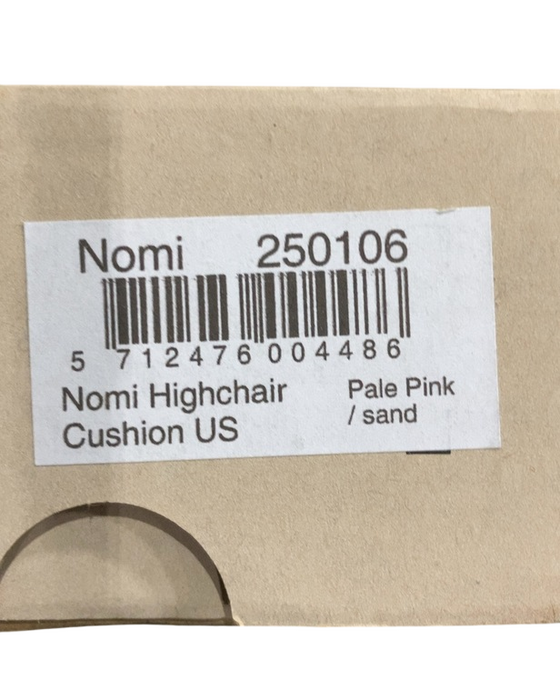 Nomi 250106
5 712476 004486
Nomi Highchair Pale Pink
Cushion US / sand